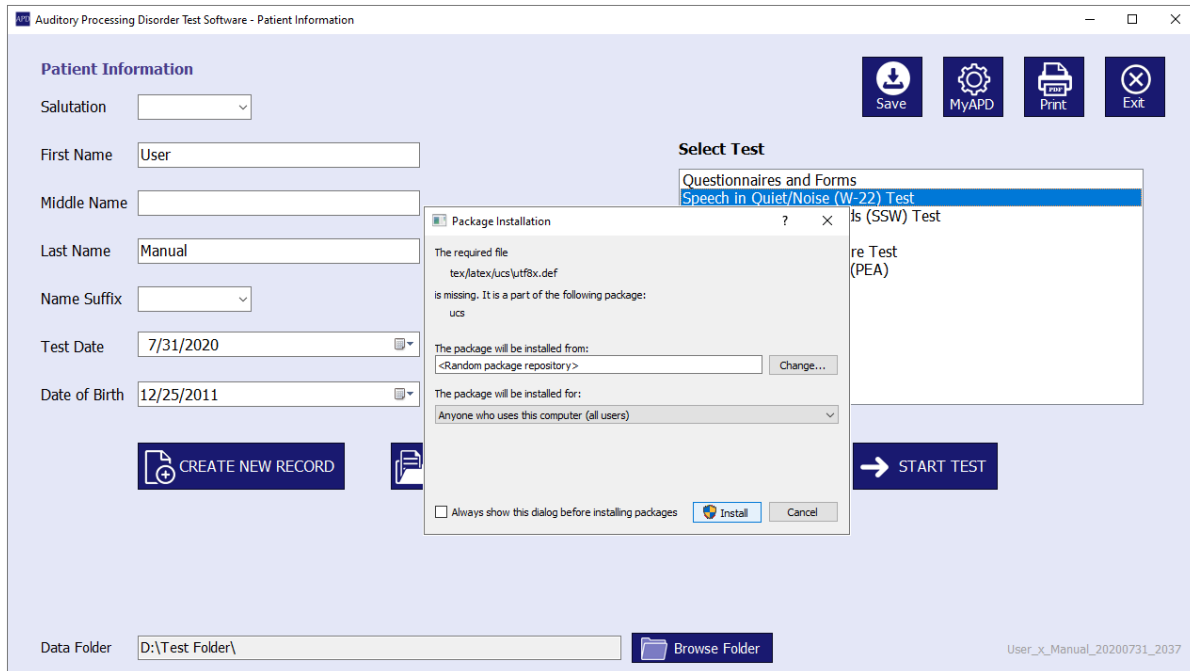 APD Auditory Processing Disorder Test Software - Patient Information
Patient Information
Salutation
First Name
User
Middle Name
Last Name
Manual
Name Suffix
Test Date
7/31/2020
Date of Birth
12/25/2011
CREATE NEW RECORD
Save
MyAPD
PDF
Print
Exit
Select Test
Questionnaires and Forms
Speech in Quiet/Noise (W-22) Test
ds (SSW) Test
re Test
(PEA)
Package Installation
?
The required file
tex/latex/ucs\utf8x.def
is missing. It is a part of the following package:
ucs
The package will be installed from:
<Random package repository>
Change...
The package will be installed for:
Anyone who uses this computer (all users)
Always show this dialog before installing packages
Install
Cancel
START TEST
Data Folder
D:\Test Folder\
Browse Folder
User_x_Manual_20200731_2037